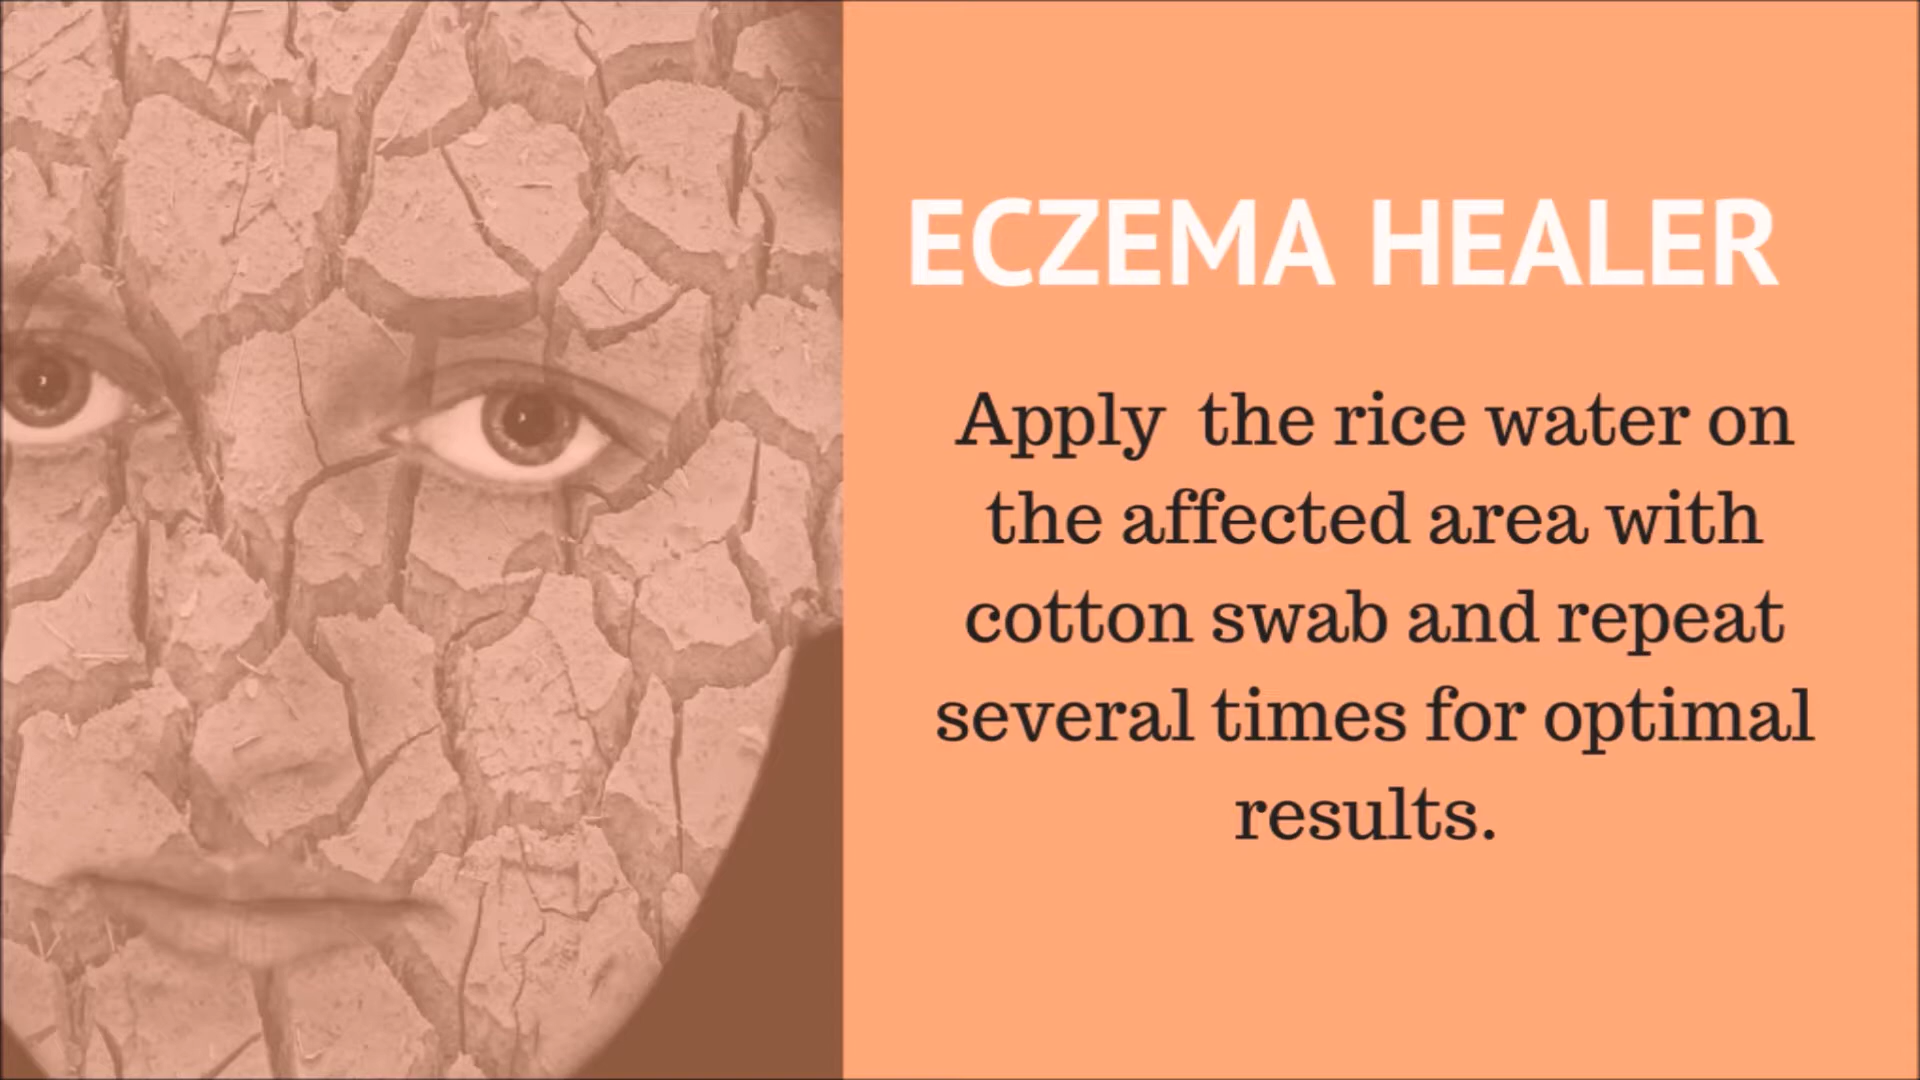 ECZEMA HEALER
Apply the rice water on
the affected area with
cotton swab and repeat
several times for optimal
results.